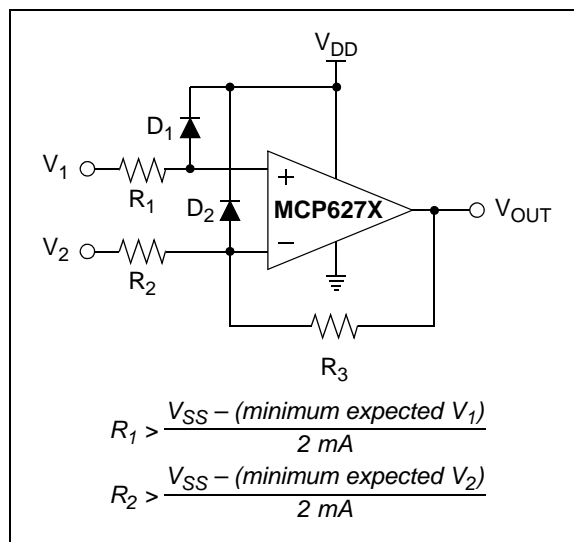 V_DD
D_1
V_1
R_1
+
D_2
MCP627X
V_OUT
V_2
R_2
–
R_3
R_1 > V_SS – (minimum expected V_1)
2 mA
R_2 > V_SS – (minimum expected V_2)
2 mA